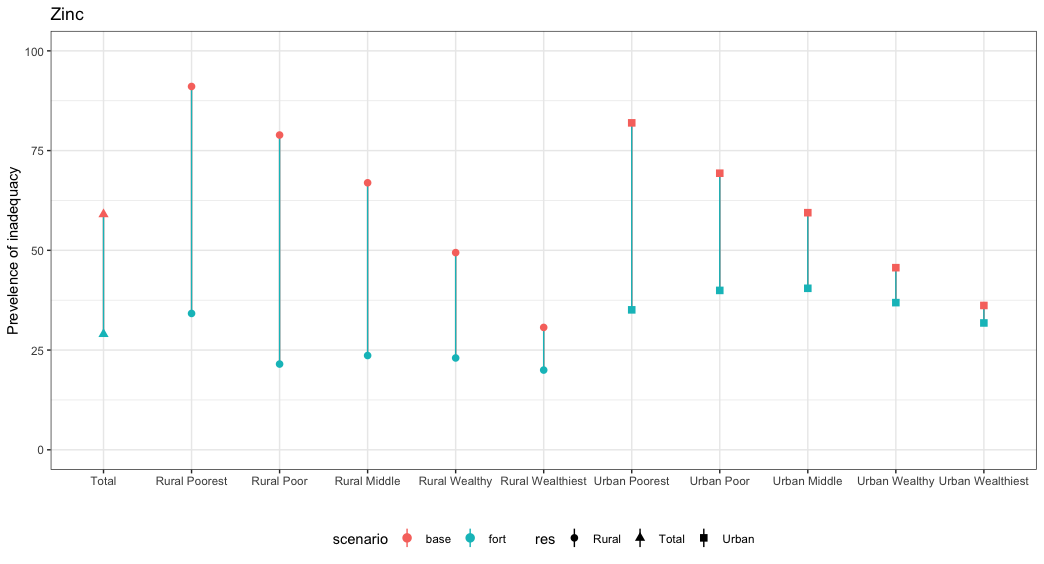 Zinc
Prevelence of inadequacy
100
75
50
25
0
Total Rural Poorest Rural Poor Rural Middle Rural Wealthy Rural Wealthiest Urban Poorest Urban Poor Urban Middle Urban Wealthy Urban Wealthiest
scenario base fort res Rural Total Urban